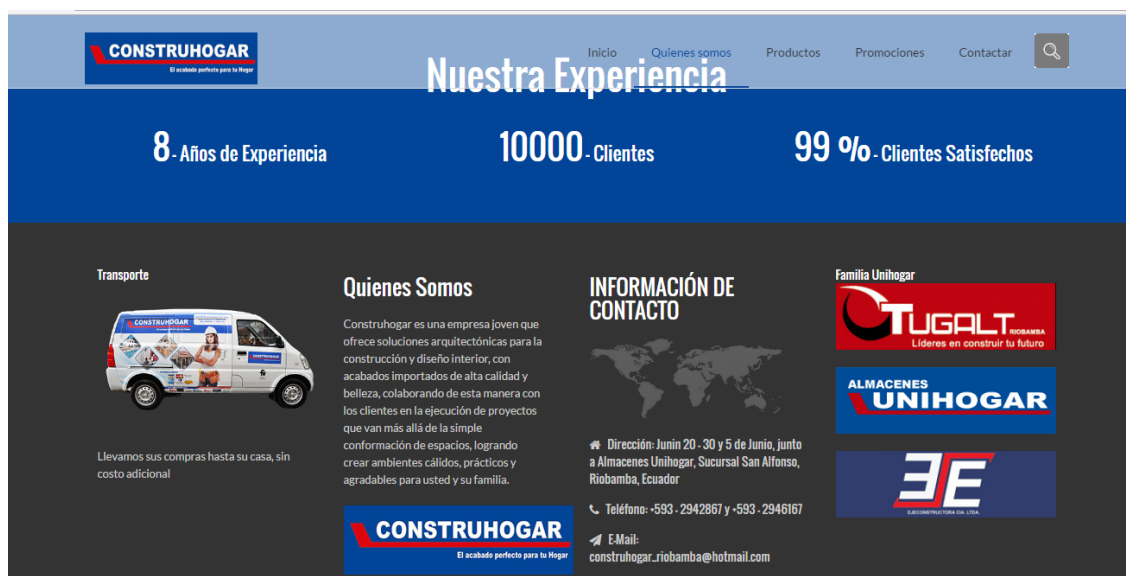 CONSTRUHOGAR
El acabado perfecto para tu Hogar
Inicio
Quienes somos
Productos
Promociones
Contactar
Nuestra Experiencia
8 - Años de Experiencia
10000 - Clientes
99 % - Clientes Satisfechos
Transporte
CONSTRUHOGAR
Llevamos sus compras hasta su casa, sin
costo adicional
Quienes Somos
Construhogar es una empresa joven que
ofrece soluciones arquitectónicas para la
construcción y diseño interior, con
acabados importados de alta calidad y
belleza, colaborando de esta manera con
los clientes en la ejecución de proyectos
que van más allá de la simple
conformación de espacios, logrando
crear ambientes cálidos, prácticos y
agradables para usted y su familia.
CONSTRUHOGAR
El acabado perfecto para tu Hogar
INFORMACIÓN DE
CONTACTO
Dirección: Junin 20 - 30 y 5 de Junio, junto
a Almacenes Unihogar, Sucursal San Alfonso,
Riobamba, Ecuador
Teléfono: +593 - 2942867 y +593 - 2946167
E-Mail:
construhogar_riobamba@hotmail.com
Familia Unihogar
TUGALT RIOBAMBA
Líderes en construir tu futuro
ALMACENES
UNIHOGAR
EJECONSTRUCTORA CIA. LTDA.